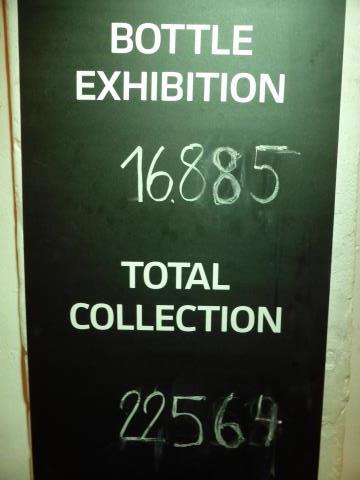 BOTTLE
EXHIBITION
16.885
TOTAL
COLLECTION
22564